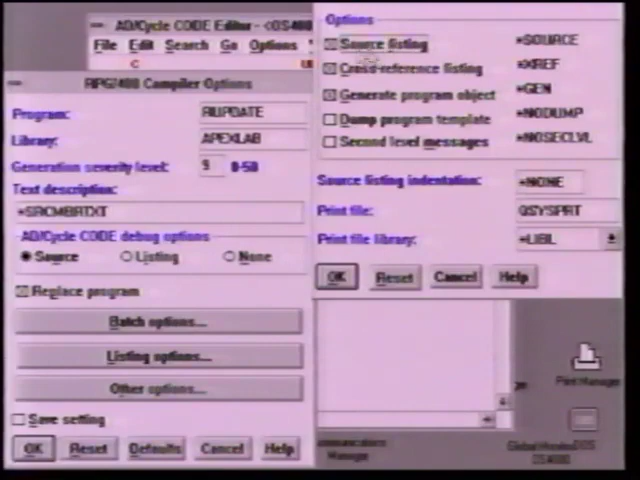 AD/Cycle CODE Editor - <OS400
File Edit Search Go Options
C
RPG/400 Compiler Options
Program: RUPDATE
Library: APEXLAB
Generation severity level: 9 0-50
Text description:
*SRCMBRTXT
AD/Cycle CODE debug options
Source Listing None
Replace program
Batch options...
Listing options...
Other options...
Save setting
OK Reset Defaults Cancel Help
Options
Source listing *SOURCE
Cross-reference listing *XREF
Generate program object *GEN
Dump program template *NODUMP
Second level messages *NOSECLVL
Source listing indentation: *NONE
Print file: QSYSPRT
Print file library: *LIBL
OK Reset Cancel Help
Print Manager
Manager